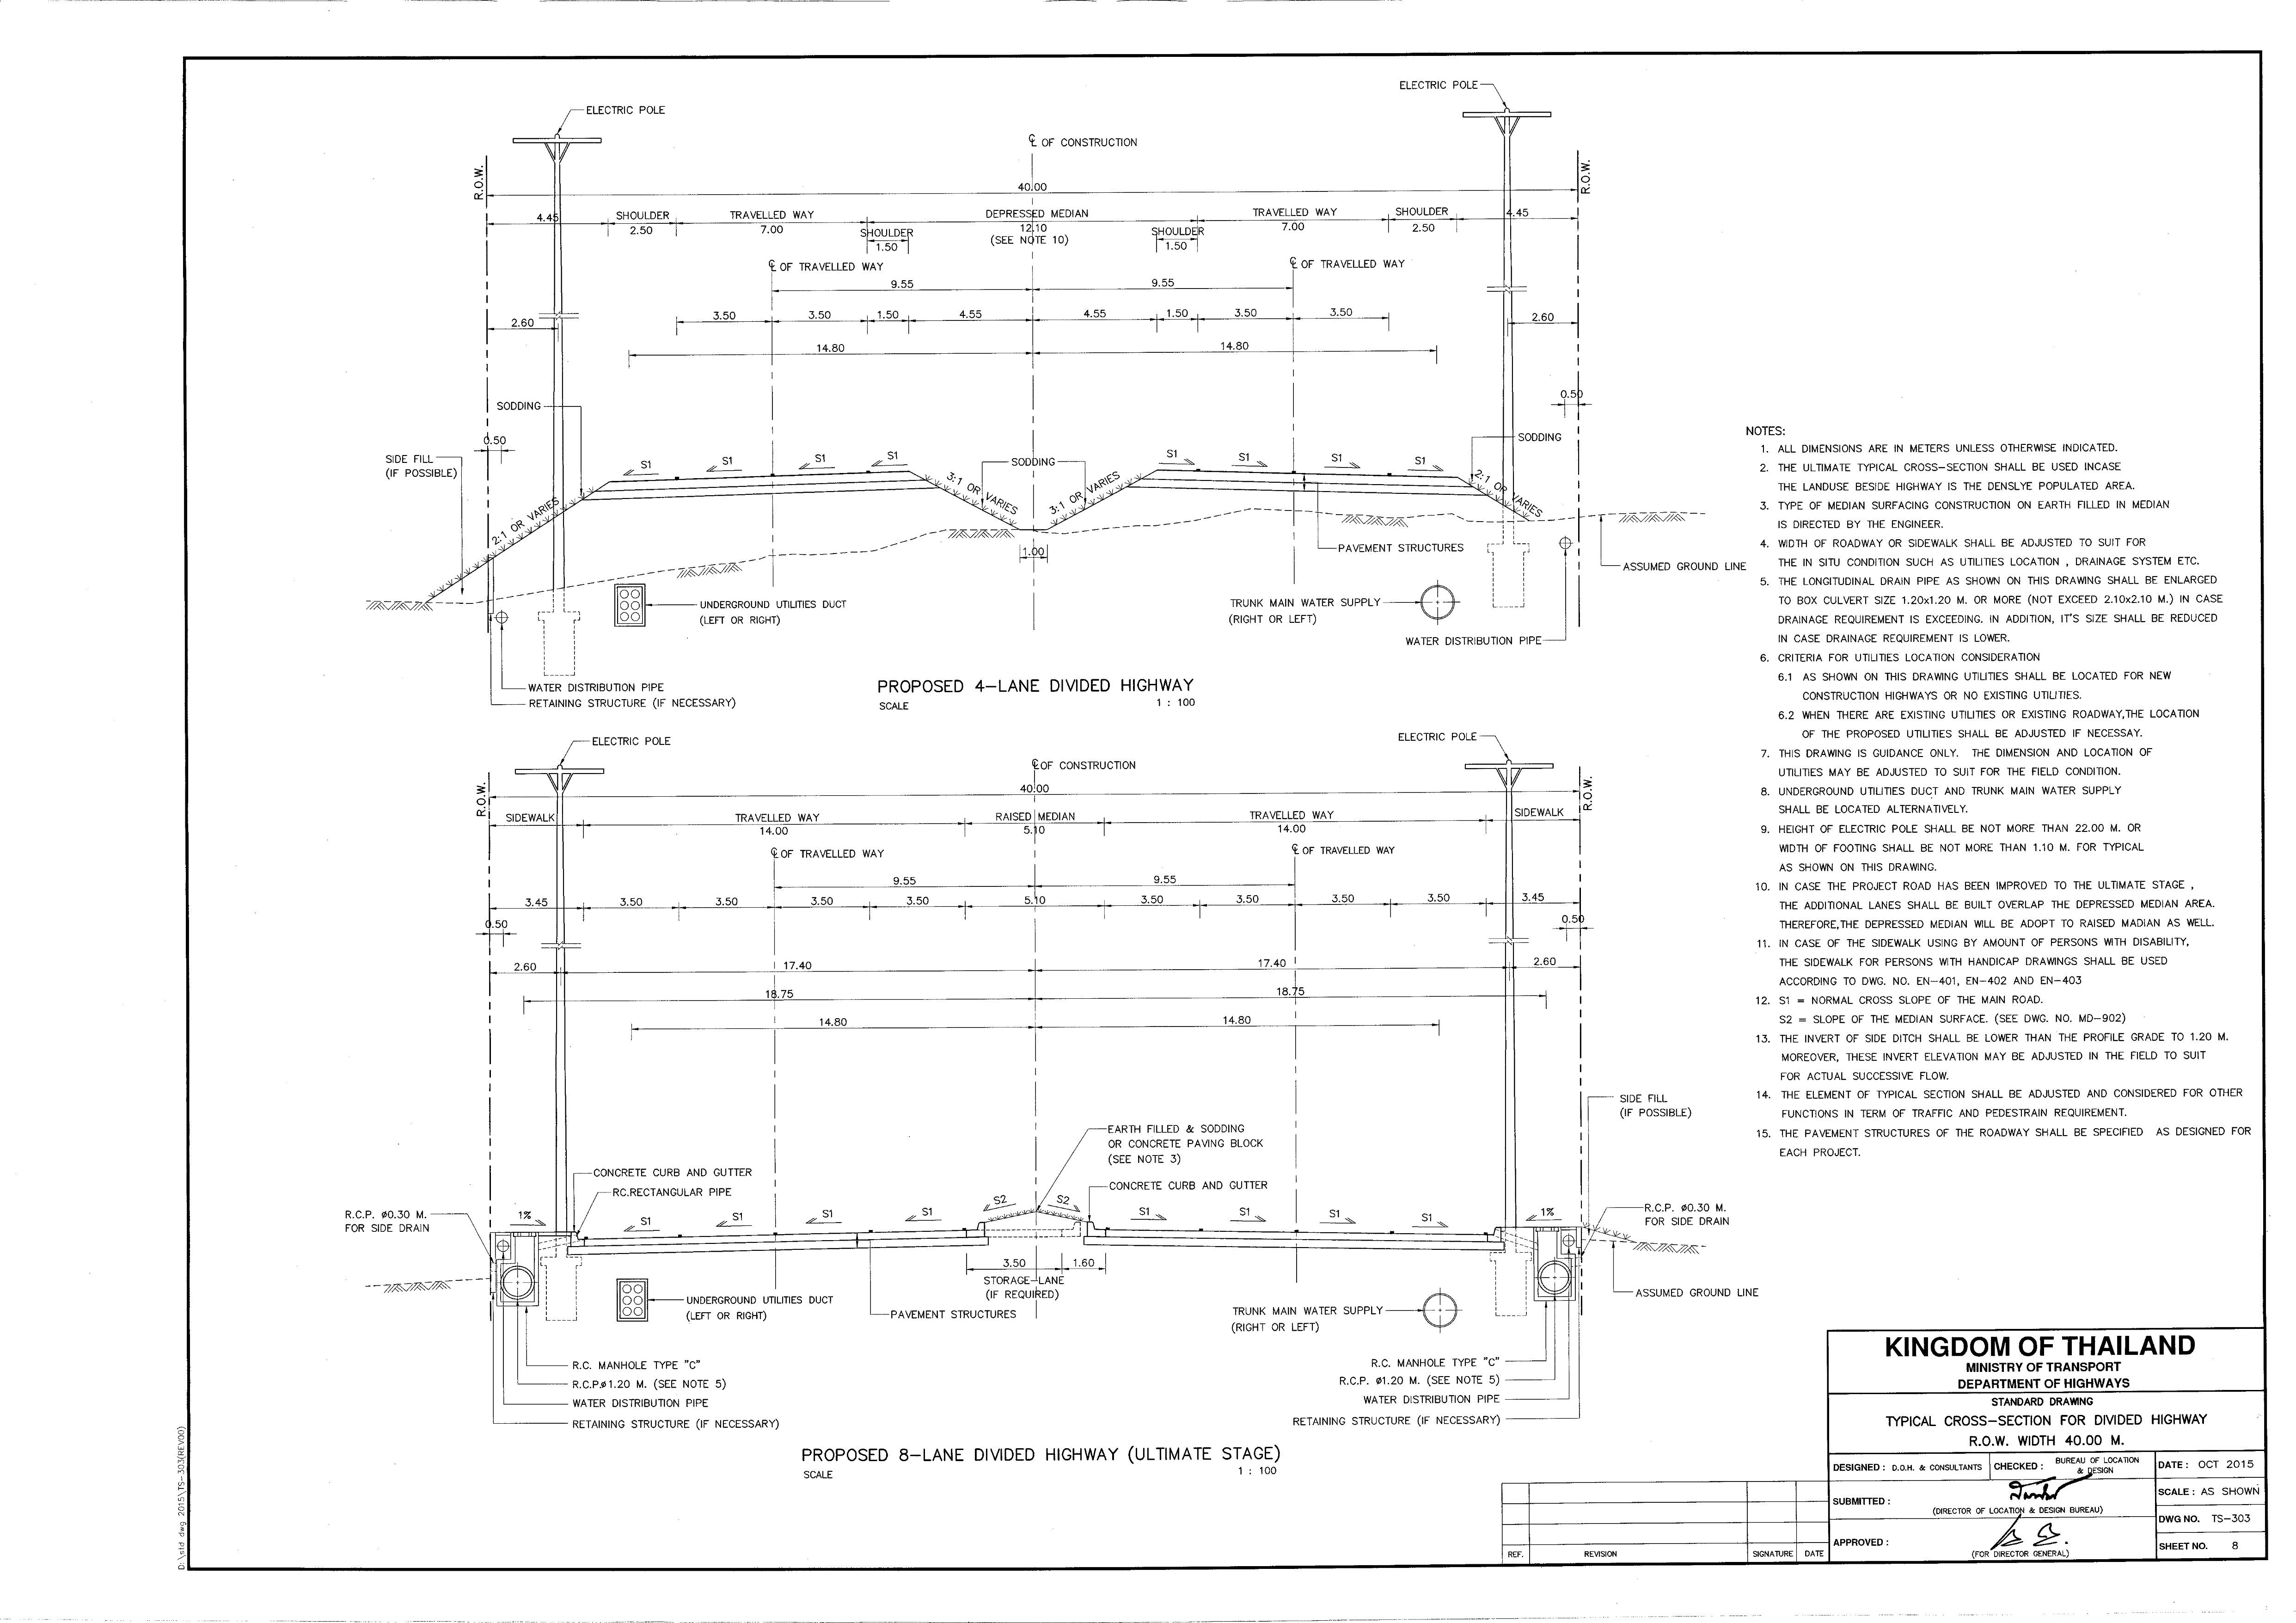 ELECTRIC POLE
ELECTRIC POLE
℄ OF CONSTRUCTION
R.O.W.
R.O.W.
40.00
4.45
SHOULDER
2.50
TRAVELLED WAY
7.00
SHOULDER
1.50
DEPRESSED MEDIAN
12.10
(SEE NOTE 10)
SHOULDER
1.50
TRAVELLED WAY
7.00
SHOULDER
2.50
4.45
℄ OF TRAVELLED WAY
℄ OF TRAVELLED WAY
9.55
9.55
2.60
3.50
3.50
1.50
4.55
4.55
1.50
3.50
3.50
2.60
14.80
14.80
0.50
SODDING
SODDING
0.50
SIDE FILL
(IF POSSIBLE)
S1
S1
S1
S1
SODDING
S1
S1
S1
S1
2:1 OR VARIES
3:1 OR VARIES
3:1 OR VARIES
2:1 OR VARIES
1.00
PAVEMENT STRUCTURES
ASSUMED GROUND LINE
UNDERGROUND UTILITIES DUCT
(LEFT OR RIGHT)
TRUNK MAIN WATER SUPPLY
(RIGHT OR LEFT)
WATER DISTRIBUTION PIPE
WATER DISTRIBUTION PIPE
RETAINING STRUCTURE (IF NECESSARY)
PROPOSED 4-LANE DIVIDED HIGHWAY
SCALE 1 : 100
ELECTRIC POLE
ELECTRIC POLE
℄ OF CONSTRUCTION
R.O.W.
R.O.W.
40.00
SIDEWALK
TRAVELLED WAY
14.00
RAISED MEDIAN
5.10
TRAVELLED WAY
14.00
SIDEWALK
℄ OF TRAVELLED WAY
℄ OF TRAVELLED WAY
9.55
9.55
3.45
3.50
3.50
3.50
3.50
5.10
3.50
3.50
3.50
3.50
3.45
0.50
0.50
2.60
17.40
17.40
2.60
18.75
18.75
14.80
14.80
SIDE FILL
(IF POSSIBLE)
EARTH FILLED & SODDING
OR CONCRETE PAVING BLOCK
(SEE NOTE 3)
CONCRETE CURB AND GUTTER
RC.RECTANGULAR PIPE
CONCRETE CURB AND GUTTER
R.C.P. ø0.30 M.
FOR SIDE DRAIN
1%
S1
S1
S1
S1
S2
S2
S1
S1
S1
S1
1%
R.C.P. ø0.30 M.
FOR SIDE DRAIN
3.50
1.60
STORAGE-LANE
(IF REQUIRED)
UNDERGROUND UTILITIES DUCT
(LEFT OR RIGHT)
PAVEMENT STRUCTURES
TRUNK MAIN WATER SUPPLY
(RIGHT OR LEFT)
ASSUMED GROUND LINE
R.C. MANHOLE TYPE "C"
R.C.P.ø1.20 M. (SEE NOTE 5)
WATER DISTRIBUTION PIPE
RETAINING STRUCTURE (IF NECESSARY)
R.C. MANHOLE TYPE "C"
R.C.P. ø1.20 M. (SEE NOTE 5)
WATER DISTRIBUTION PIPE
RETAINING STRUCTURE (IF NECESSARY)
PROPOSED 8-LANE DIVIDED HIGHWAY (ULTIMATE STAGE)
SCALE 1 : 100
NOTES:
1. ALL DIMENSIONS ARE IN METERS UNLESS OTHERWISE INDICATED.
2. THE ULTIMATE TYPICAL CROSS-SECTION SHALL BE USED INCASE
THE LANDUSE BESIDE HIGHWAY IS THE DENSLYE POPULATED AREA.
3. TYPE OF MEDIAN SURFACING CONSTRUCTION ON EARTH FILLED IN MEDIAN
IS DIRECTED BY THE ENGINEER.
4. WIDTH OF ROADWAY OR SIDEWALK SHALL BE ADJUSTED TO SUIT FOR
THE IN SITU CONDITION SUCH AS UTILITIES LOCATION , DRAINAGE SYSTEM ETC.
5. THE LONGITUDINAL DRAIN PIPE AS SHOWN ON THIS DRAWING SHALL BE ENLARGED
TO BOX CULVERT SIZE 1.20x1.20 M. OR MORE (NOT EXCEED 2.10x2.10 M.) IN CASE
DRAINAGE REQUIREMENT IS EXCEEDING. IN ADDITION, IT'S SIZE SHALL BE REDUCED
IN CASE DRAINAGE REQUIREMENT IS LOWER.
6. CRITERIA FOR UTILITIES LOCATION CONSIDERATION
6.1 AS SHOWN ON THIS DRAWING UTILITIES SHALL BE LOCATED FOR NEW
CONSTRUCTION HIGHWAYS OR NO EXISTING UTILITIES.
6.2 WHEN THERE ARE EXISTING UTILITIES OR EXISTING ROADWAY,THE LOCATION
OF THE PROPOSED UTILITIES SHALL BE ADJUSTED IF NECESSAY.
7. THIS DRAWING IS GUIDANCE ONLY. THE DIMENSION AND LOCATION OF
UTILITIES MAY BE ADJUSTED TO SUIT FOR THE FIELD CONDITION.
8. UNDERGROUND UTILITIES DUCT AND TRUNK MAIN WATER SUPPLY
SHALL BE LOCATED ALTERNATIVELY.
9. HEIGHT OF ELECTRIC POLE SHALL BE NOT MORE THAN 22.00 M. OR
WIDTH OF FOOTING SHALL BE NOT MORE THAN 1.10 M. FOR TYPICAL
AS SHOWN ON THIS DRAWING.
10. IN CASE THE PROJECT ROAD HAS BEEN IMPROVED TO THE ULTIMATE STAGE ,
THE ADDITIONAL LANES SHALL BE BUILT OVERLAP THE DEPRESSED MEDIAN AREA.
THEREFORE,THE DEPRESSED MEDIAN WILL BE ADOPT TO RAISED MADIAN AS WELL.
11. IN CASE OF THE SIDEWALK USING BY AMOUNT OF PERSONS WITH DISABILITY,
THE SIDEWALK FOR PERSONS WITH HANDICAP DRAWINGS SHALL BE USED
ACCORDING TO DWG. NO. EN-401, EN-402 AND EN-403
12. S1 = NORMAL CROSS SLOPE OF THE MAIN ROAD.
S2 = SLOPE OF THE MEDIAN SURFACE. (SEE DWG. NO. MD-902)
13. THE INVERT OF SIDE DITCH SHALL BE LOWER THAN THE PROFILE GRADE TO 1.20 M.
MOREOVER, THESE INVERT ELEVATION MAY BE ADJUSTED IN THE FIELD TO SUIT
FOR ACTUAL SUCCESSIVE FLOW.
14. THE ELEMENT OF TYPICAL SECTION SHALL BE ADJUSTED AND CONSIDERED FOR OTHER
FUNCTIONS IN TERM OF TRAFFIC AND PEDESTRAIN REQUIREMENT.
15. THE PAVEMENT STRUCTURES OF THE ROADWAY SHALL BE SPECIFIED AS DESIGNED FOR
EACH PROJECT.
KINGDOM OF THAILAND
MINISTRY OF TRANSPORT
DEPARTMENT OF HIGHWAYS
STANDARD DRAWING
TYPICAL CROSS-SECTION FOR DIVIDED HIGHWAY
R.O.W. WIDTH 40.00 M.
DESIGNED : D.O.H. & CONSULTANTS
CHECKED : BUREAU OF LOCATION
& DESIGN
DATE : OCT 2015
SUBMITTED :
(DIRECTOR OF LOCATION & DESIGN BUREAU)
SCALE : AS SHOWN
DWG NO. TS-303
APPROVED :
(FOR DIRECTOR GENERAL)
SHEET NO. 8
REF. REVISION SIGNATURE DATE
D:\std dwg 2015\TS-303(REV00)